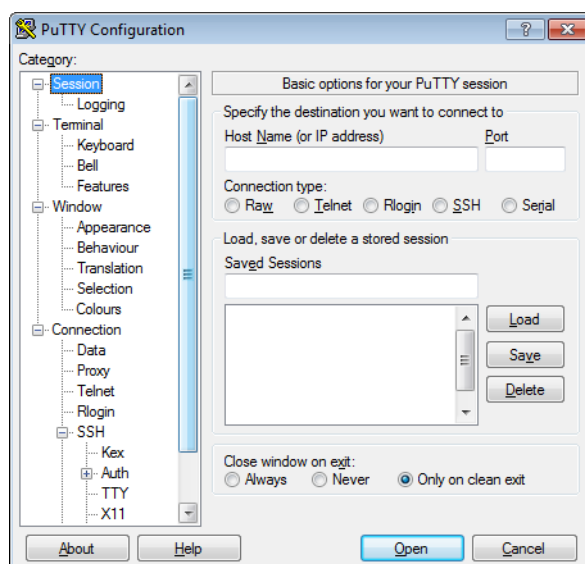 PuTTY Configuration
Category:
Session
Logging
Terminal
Keyboard
Bell
Features
Window
Appearance
Behaviour
Translation
Selection
Colours
Connection
Data
Proxy
Telnet
Rlogin
SSH
Kex
Auth
TTY
X11
Basic options for your PuTTY session
Specify the destination you want to connect to
Host Name (or IP address) Port
Connection type:
Raw Telnet Rlogin SSH Serial
Load, save or delete a stored session
Saved Sessions
Load
Save
Delete
Close window on exit:
Always Never Only on clean exit
About Help Open Cancel